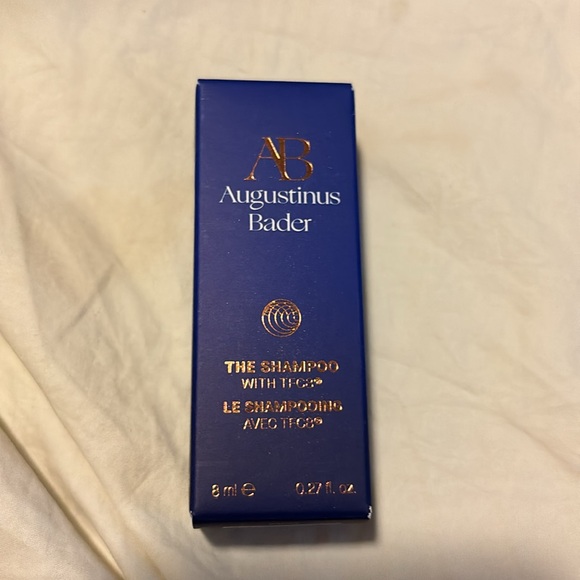 AB
Augustinus
Bader
THE SHAMPOO
WITH TFC8®
LE SHAMPOOING
AVEC TFC8®
8 ml ℮ 0.27 fl. oz.